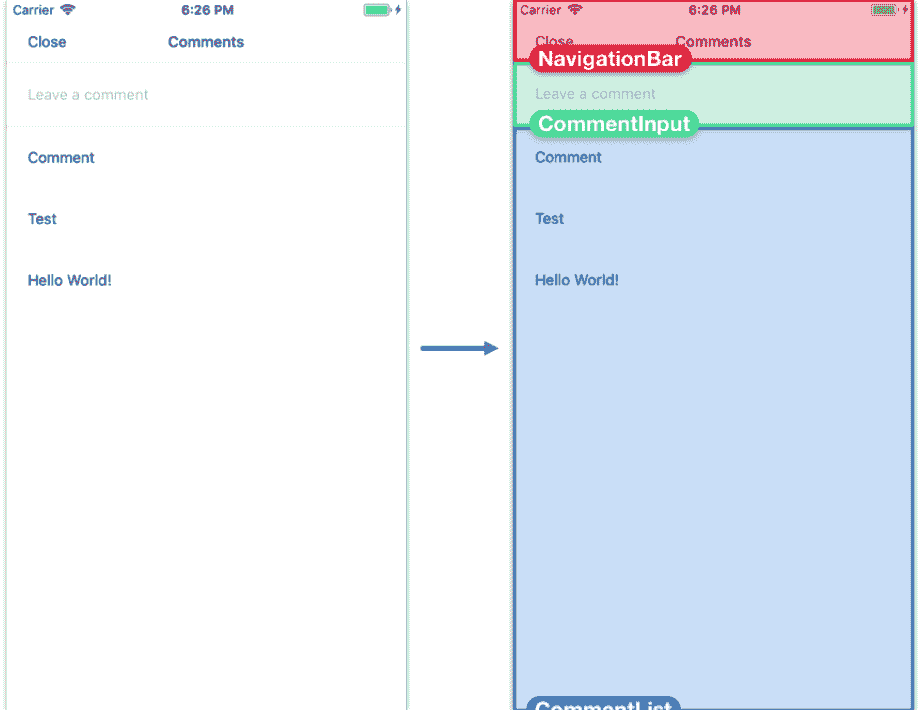 Carrier 6:26 PM
Close Comments
Leave a comment
Comment
Test
Hello World!
Carrier 6:26 PM
Close Comments
NavigationBar
Leave a comment
CommentInput
Comment
Test
Hello World!
CommentList